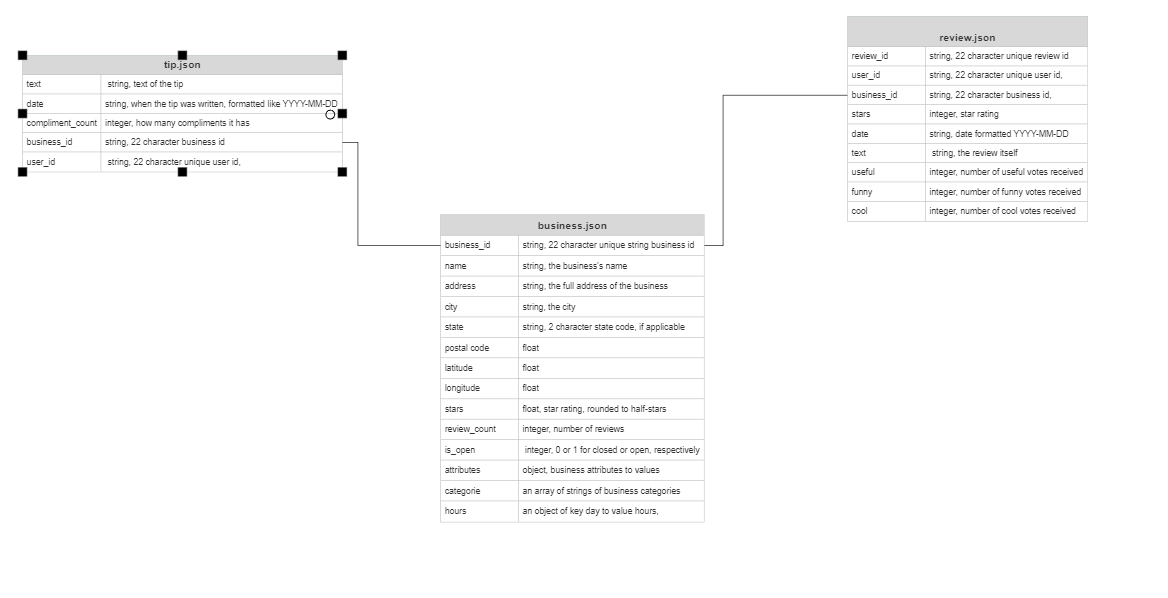 tip.json
text string, text of the tip
date string, when the tip was written, formatted like YYYY-MM-DD
compliment_count integer, how many compliments it has
business_id string, 22 character business id
user_id string, 22 character unique user id,
review.json
review_id string, 22 character unique review id
user_id string, 22 character unique user id,
business_id string, 22 character business id,
stars integer, star rating
date string, date formatted YYYY-MM-DD
text string, the review itself
useful integer, number of useful votes received
funny integer, number of funny votes received
cool integer, number of cool votes received
business.json
business_id string, 22 character unique string business id
name string, the business's name
address string, the full address of the business
city string, the city
state string, 2 character state code, if applicable
postal code float
latitude float
longitude float
stars float, star rating, rounded to half-stars
review_count integer, number of reviews
is_open integer, 0 or 1 for closed or open, respectively
attributes object, business attributes to values
categorie an array of strings of business categories
hours an object of key day to value hours,